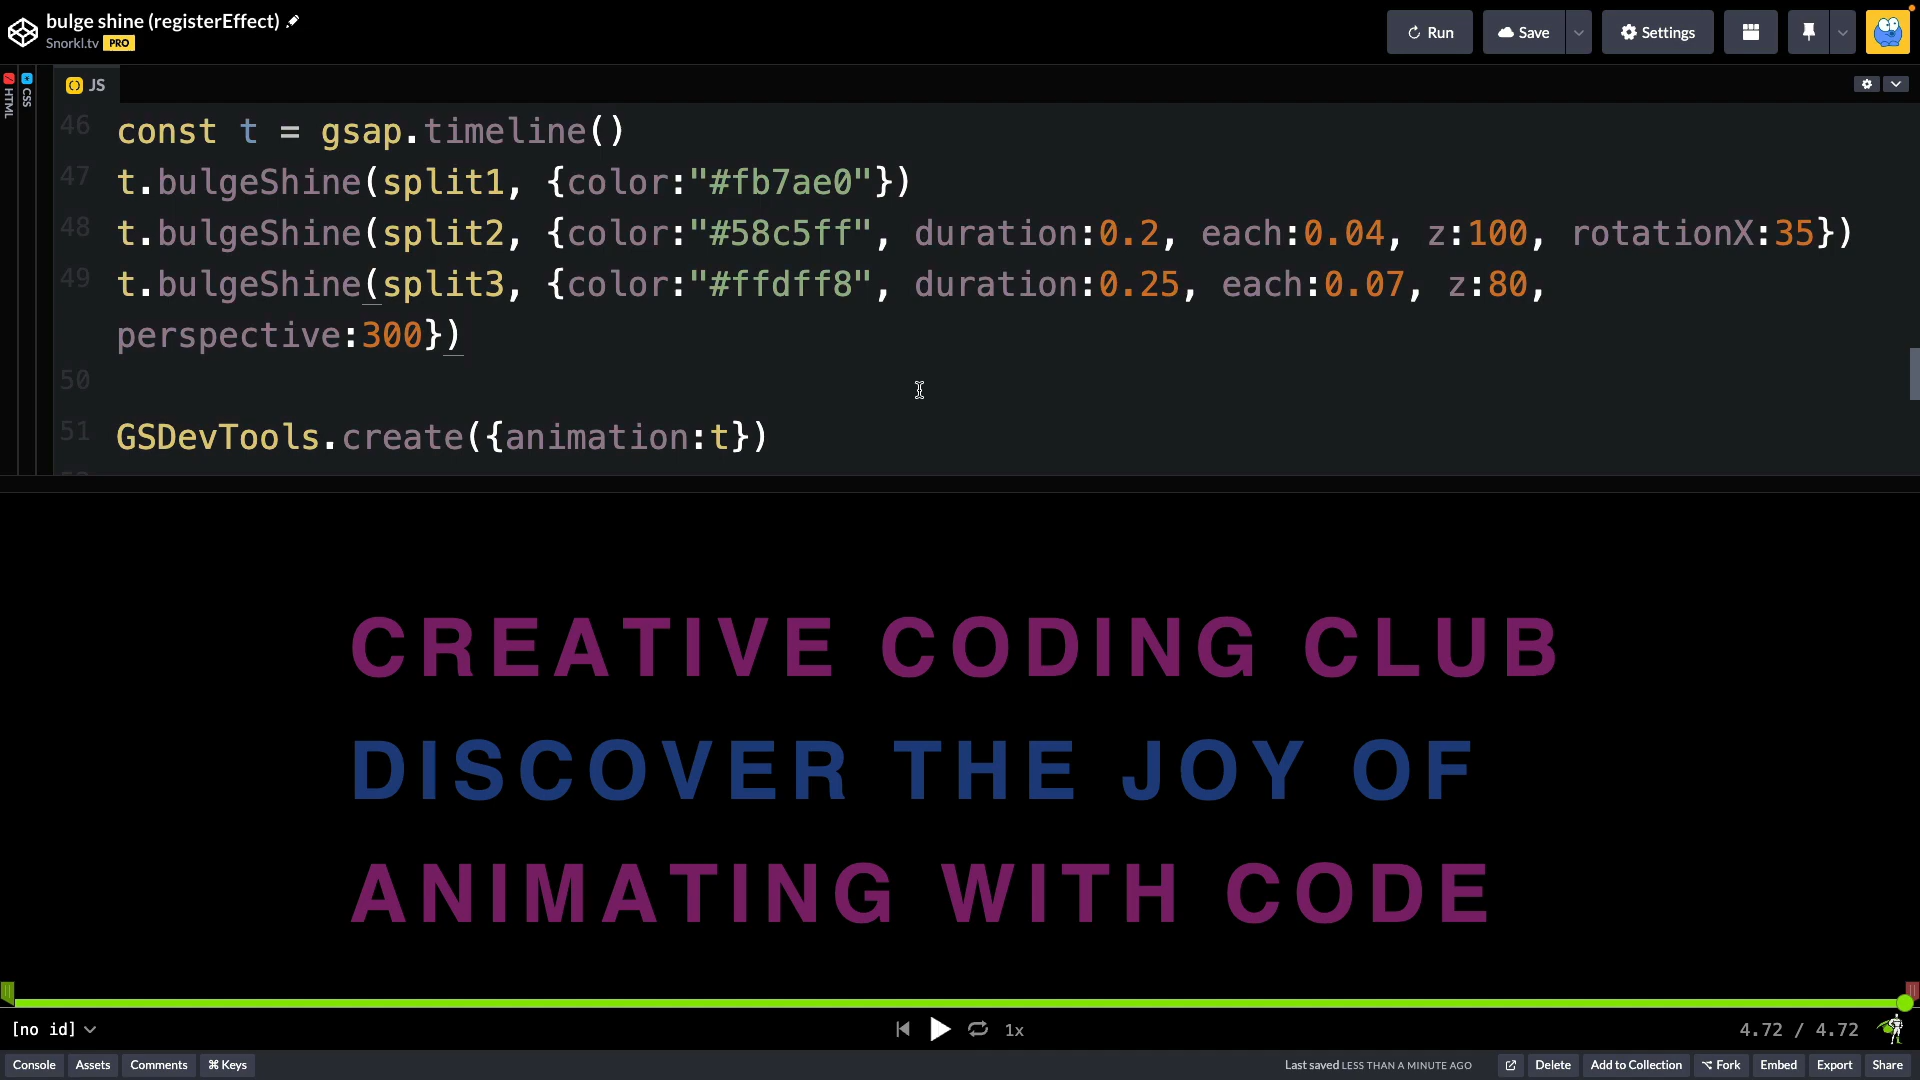 bulge shine (registerEffect)
Snorkl.tv PRO
Run
Save
Settings
HTML
CSS
JS
46 const t = gsap.timeline()
47 t.bulgeShine(split1, {color:"#fb7ae0"})
48 t.bulgeShine(split2, {color:"#58c5ff", duration:0.2, each:0.04, z:100, rotationX:35})
49 t.bulgeShine(split3, {color:"#ffdff8", duration:0.25, each:0.07, z:80,
perspective:300})
50
51 GSDevTools.create({animation:t})
CREATIVE CODING CLUB
DISCOVER THE JOY OF
ANIMATING WITH CODE
[no id]
1x
4.72 / 4.72
Console Assets Comments ⌘ Keys
Last saved LESS THAN A MINUTE AGO
Delete Add to Collection ⌥ Fork Embed Export Share